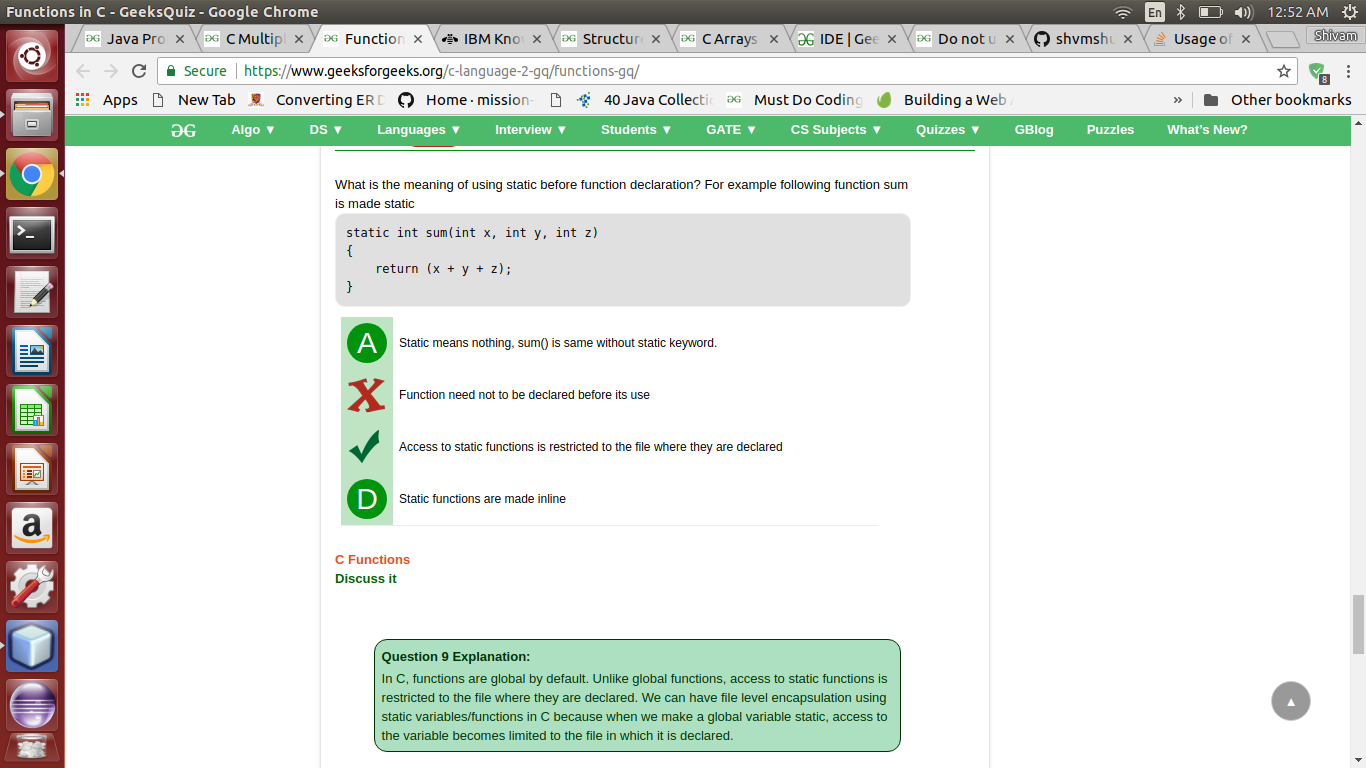 Functions in C - GeeksQuiz - Google Chrome
En
12:52 AM
Java Pro
C Multipl
Function
IBM Kno
Structur
C Arrays
IDE | Gee
Do not u
shvmshu
Usage of
Shivam
Secure
https://www.geeksforgeeks.org/c-language-2-gq/functions-gq/
8
Apps
New Tab
Converting ER D
Home · mission-
40 Java Collecti
Must Do Coding
Building a Web
»
Other bookmarks
Algo ▼
DS ▼
Languages ▼
Interview ▼
Students ▼
GATE ▼
CS Subjects ▼
Quizzes ▼
GBlog
Puzzles
What's New?
What is the meaning of using static before function declaration? For example following function sum
is made static
static int sum(int x, int y, int z)
{
    return (x + y + z);
}
A
Static means nothing, sum() is same without static keyword.
X
Function need not to be declared before its use
Access to static functions is restricted to the file where they are declared
D
Static functions are made inline
C Functions
Discuss it
Question 9 Explanation:
In C, functions are global by default. Unlike global functions, access to static functions is
restricted to the file where they are declared. We can have file level encapsulation using
static variables/functions in C because when we make a global variable static, access to
the variable becomes limited to the file in which it is declared.